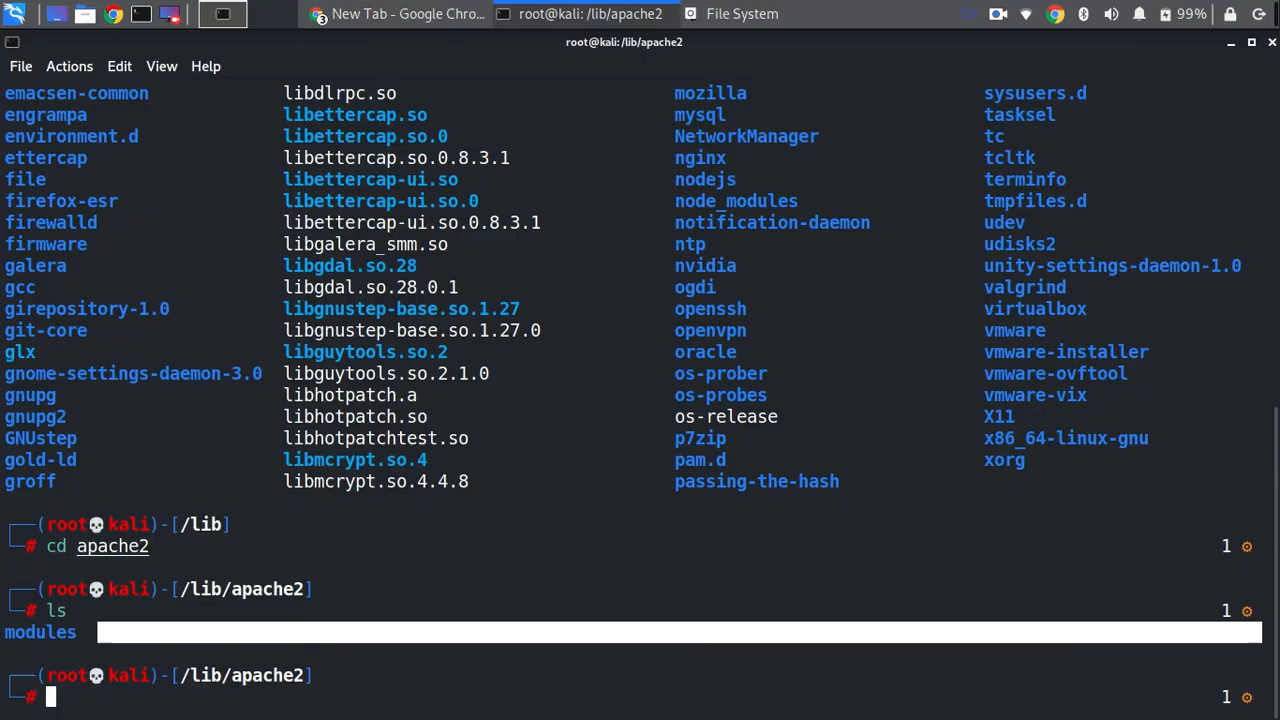 New Tab - Google Chro... root@kali: /lib/apache2 File System 99%
root@kali: /lib/apache2
File Actions Edit View Help
emacsen-common libdlrpc.so mozilla sysusers.d
engrampa libettercap.so mysql tasksel
environment.d libettercap.so.0 NetworkManager tc
ettercap libettercap.so.0.8.3.1 nginx tcltk
file libettercap-ui.so nodejs terminfo
firefox-esr libettercap-ui.so.0 node_modules tmpfiles.d
firewalld libettercap-ui.so.0.8.3.1 notification-daemon udev
firmware libgalera_smm.so ntp udisks2
galera libgdal.so.28 nvidia unity-settings-daemon-1.0
gcc libgdal.so.28.0.1 ogdi valgrind
girepository-1.0 libgnustep-base.so.1.27 openssh virtualbox
git-core libgnustep-base.so.1.27.0 openvpn vmware
glx libguytools.so.2 oracle vmware-installer
gnome-settings-daemon-3.0 libguytools.so.2.1.0 os-prober vmware-ovftool
gnupg libhotpatch.a os-probes vmware-vix
gnupg2 libhotpatch.so os-release X11
GNUstep libhotpatchtest.so p7zip x86_64-linux-gnu
gold-ld libmcrypt.so.4 pam.d xorg
groff libmcrypt.so.4.4.8 passing-the-hash
┌──(root💀kali)-[/lib]
└─# cd apache2 1 ⚙
┌──(root💀kali)-[/lib/apache2]
└─# ls 1 ⚙
modules
┌──(root💀kali)-[/lib/apache2]
└─# 1 ⚙